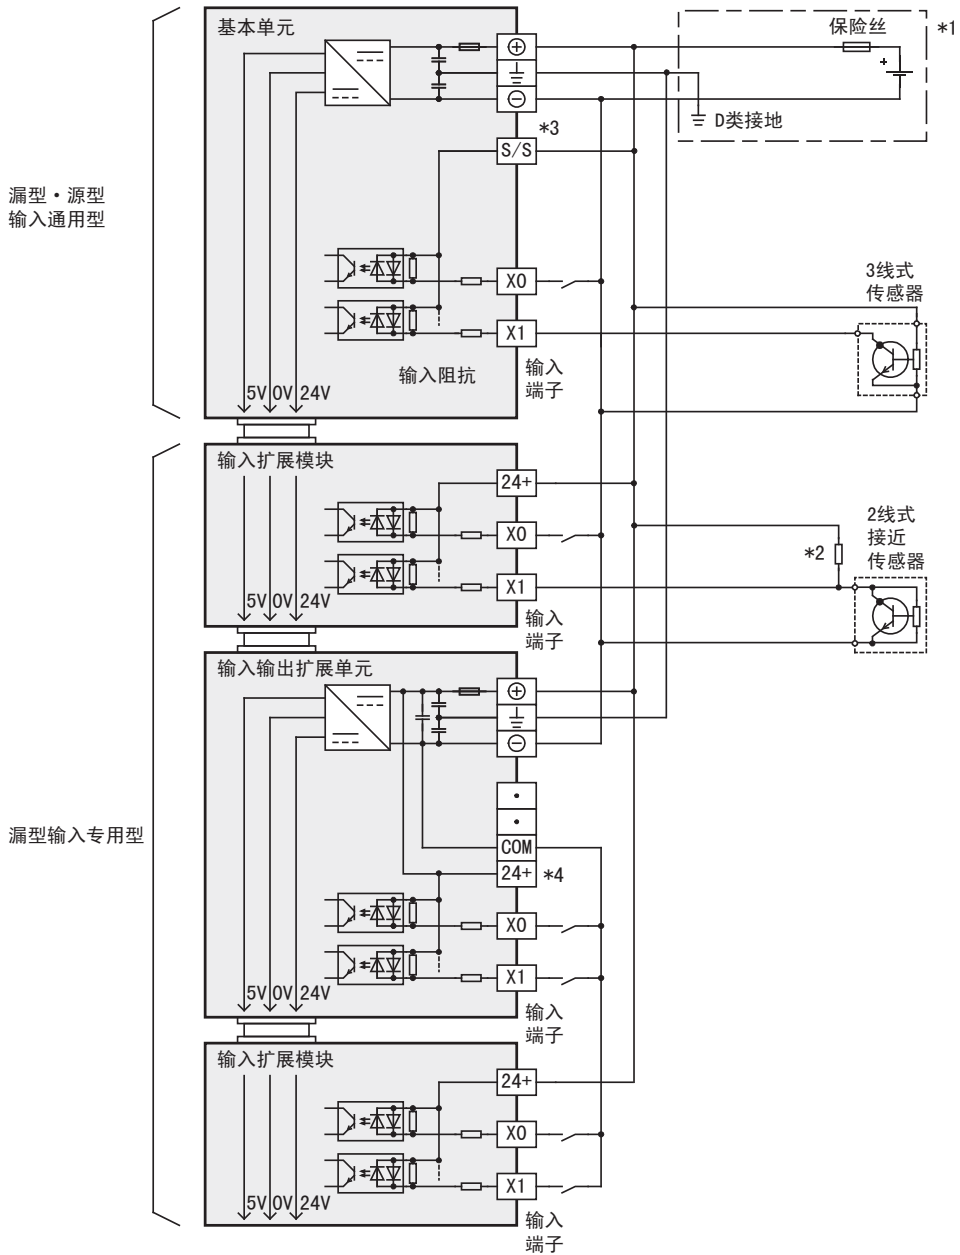 基本单元
保险丝
*1
+
D类接地
*3
S/S
漏型・源型
输入通用型
X0
3线式
传感器
X1
输入阻抗
输入
端子
5V 0V 24V
输入扩展模块
24+
X0
2线式
接近
传感器
*2
X1
5V 0V 24V
输入
端子
输入输出扩展单元
漏型输入专用型
COM
24+
*4
X0
X1
5V 0V 24V
输入
端子
输入扩展模块
24+
X0
X1
5V 0V 24V
输入
端子